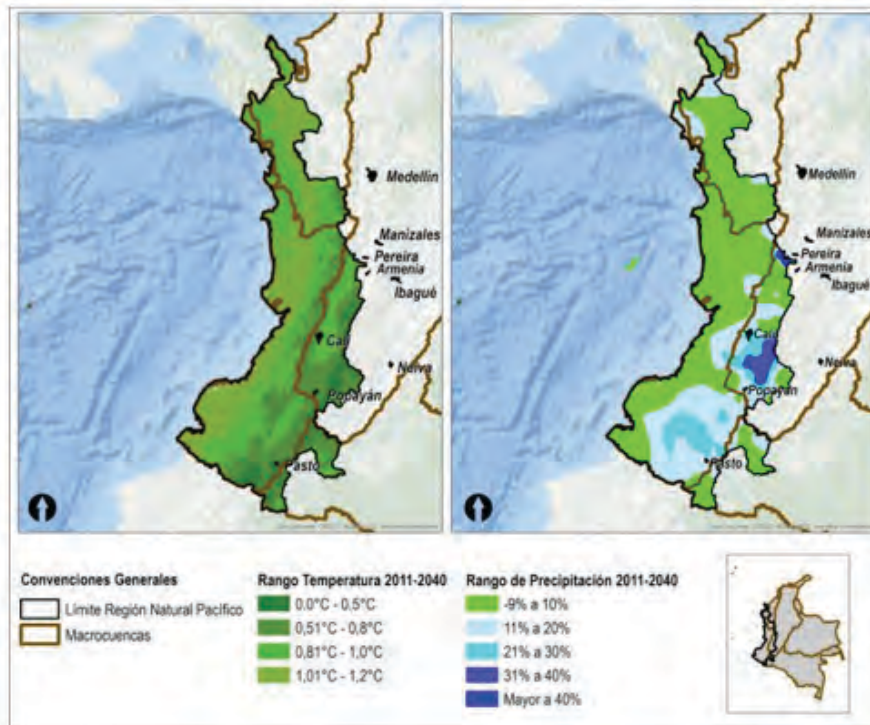 Medellín
Manizales
Pereira
Armenia
Ibagué
Cali
Neiva
Popayán
Pasto
Medellín
Manizales
Pereira
Armenia
Ibagué
Cali
Neiva
Popayán
Pasto
Convenciones Generales
Límite Región Natural Pacífico
Macrocuencas
Rango Temperatura 2011-2040
0.0°C - 0,5°C
0,51°C - 0,8°C
0,81°C - 1,0°C
1,01°C - 1,2°C
Rango de Precipitación 2011-2040
-9% a 10%
11% a 20%
21% a 30%
31% a 40%
Mayor a 40%